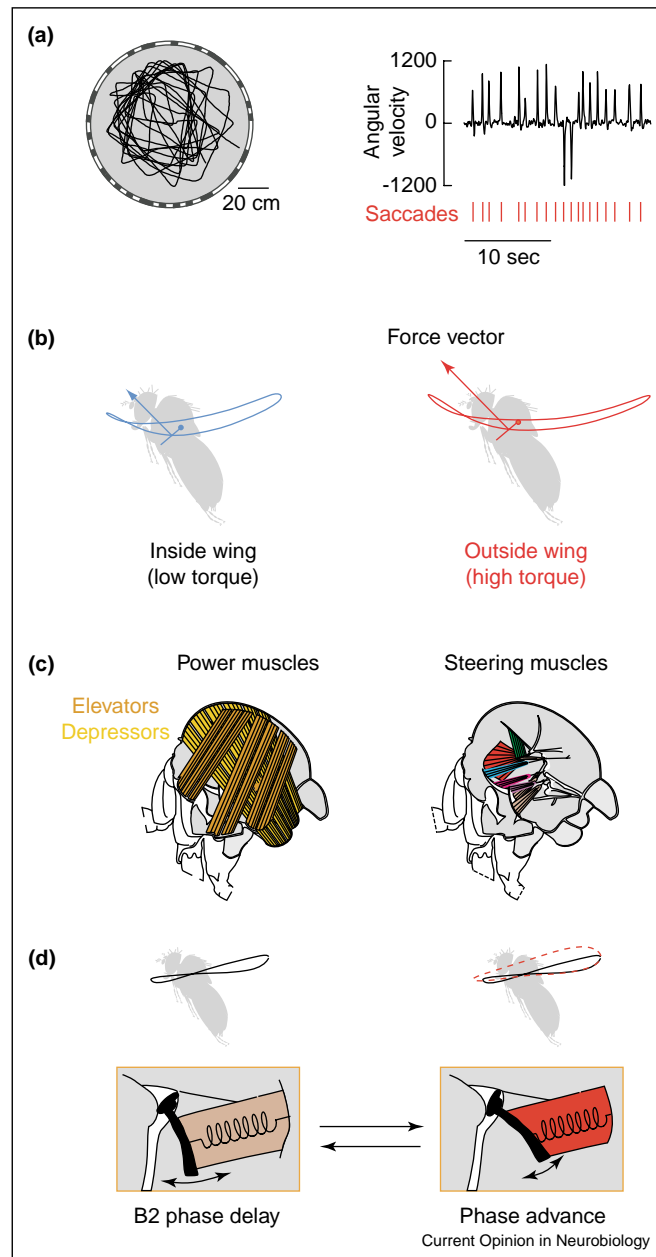 (a)
20 cm
Angular
velocity
1200
0
-1200
Saccades
10 sec
(b)
Force vector
Inside wing
(low torque)
Outside wing
(high torque)
(c)
Power muscles
Steering muscles
Elevators
Depressors
(d)
B2 phase delay
Phase advance
Current Opinion in Neurobiology